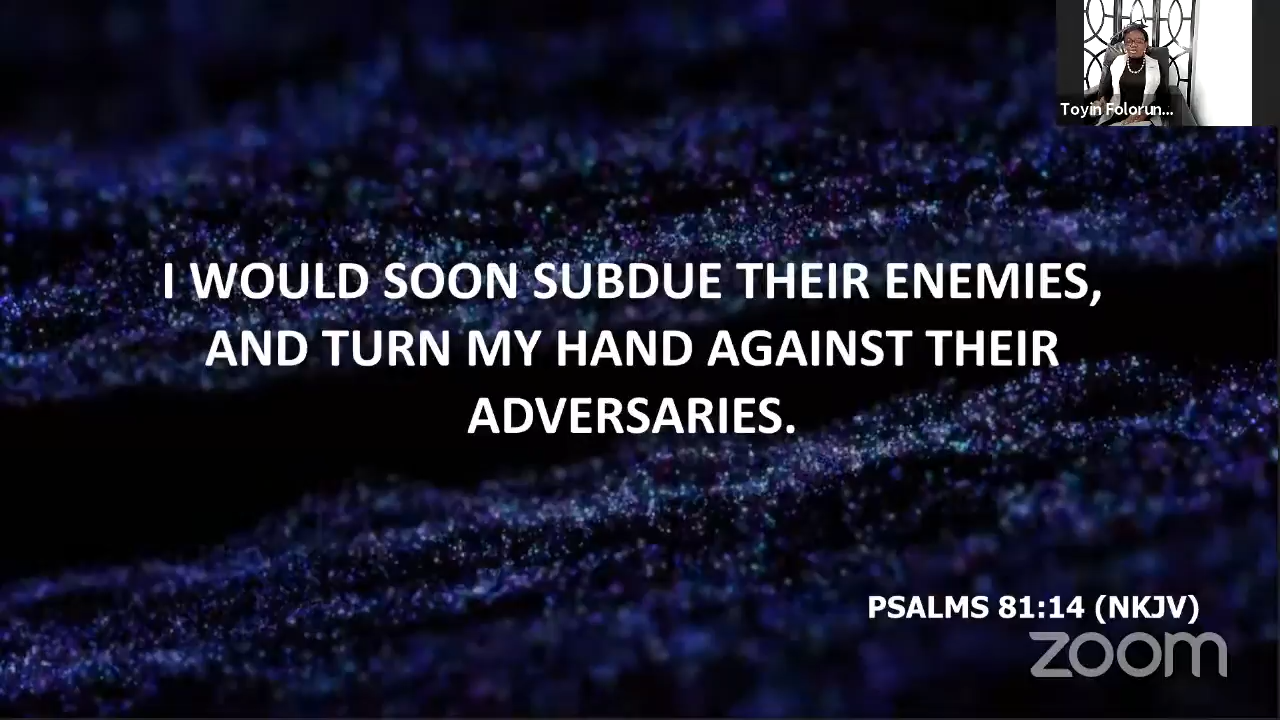 Toyin Folorun...
I WOULD SOON SUBDUE THEIR ENEMIES,
AND TURN MY HAND AGAINST THEIR
ADVERSARIES.
PSALMS 81:14 (NKJV)
zoom